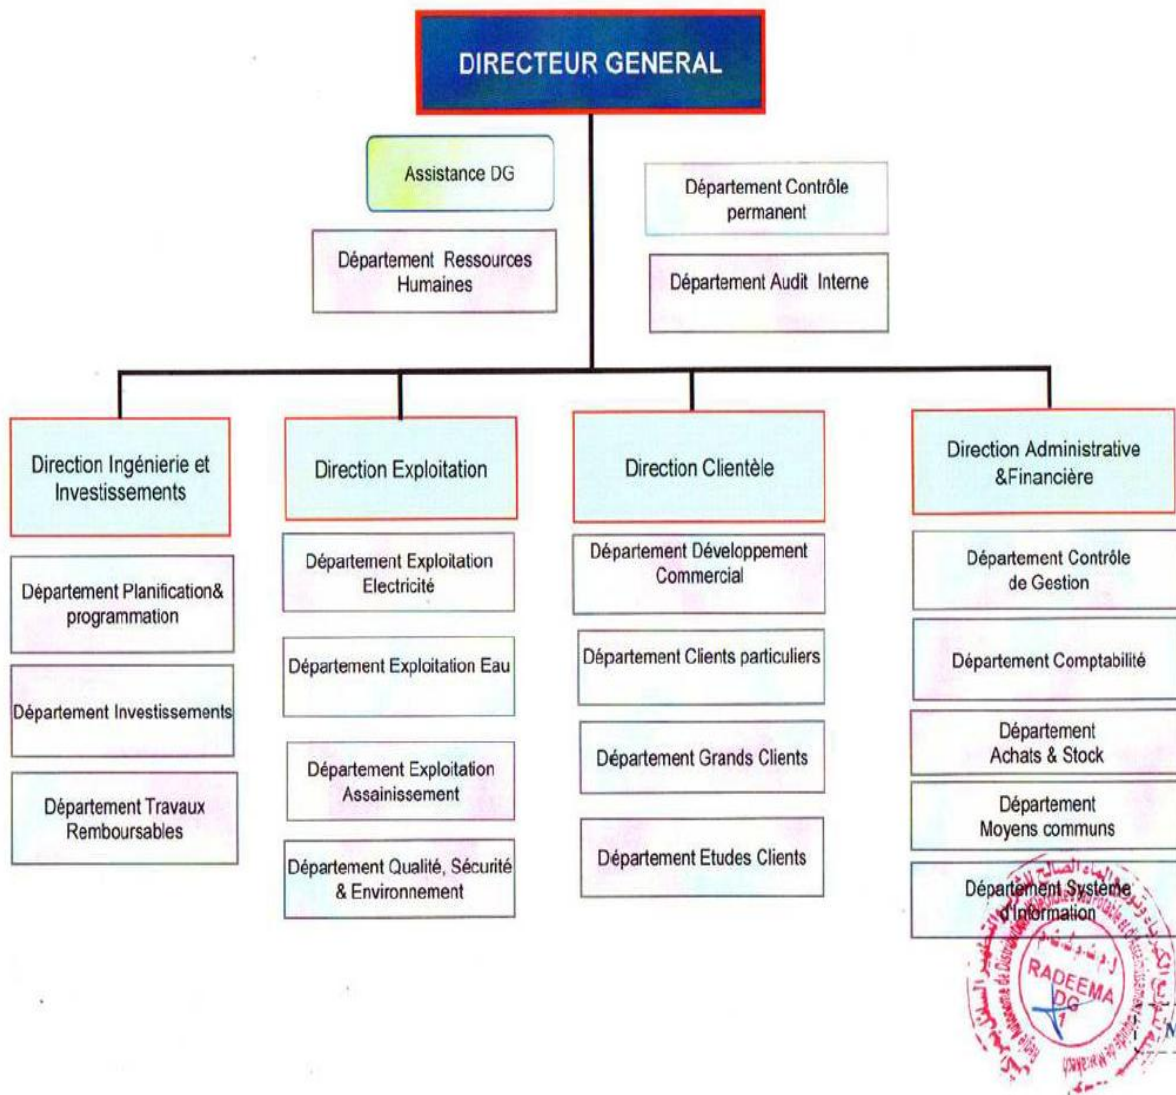 DIRECTEUR GENERAL
Assistance DG
Département Contrôle
permanent
Département Ressources
Humaines
Département Audit Interne
Direction Ingénierie et
Investissements
Direction Exploitation
Direction Clientèle
Direction Administrative
&Financière
Département Planification&
programmation
Département Investissements
Département Travaux
Remboursables
Département Exploitation
Electricité
Département Exploitation Eau
Département Exploitation
Assainissement
Département Qualité, Sécurité
& Environnement
Département Développement
Commercial
Département Clients particuliers
Département Grands Clients
Département Etudes Clients
Département Contrôle
de Gestion
Département Comptabilité
Département
Achats & Stock
Département
Moyens communs
Département Système
d'Information
RADEEMA
DG
1
M